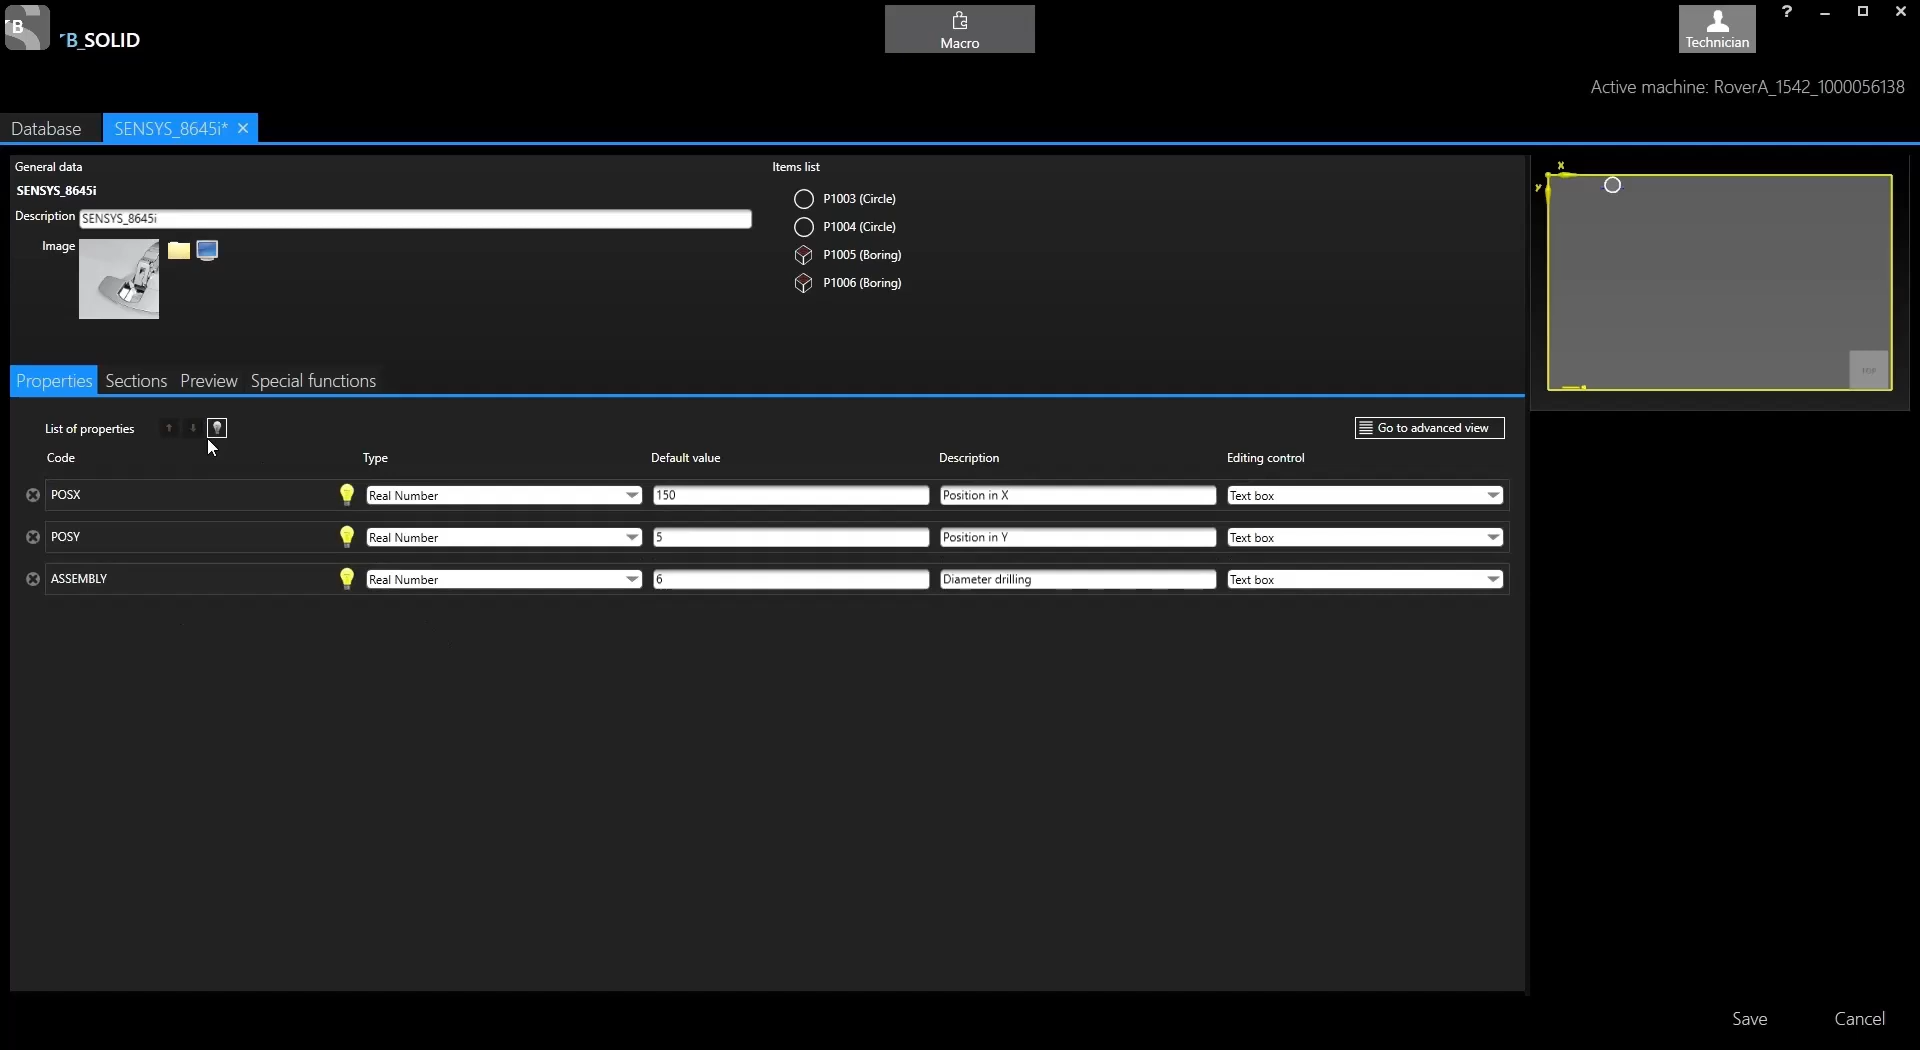 B
B_SOLID
Macro
Technician
?
Active machine: RoverA_1542_1000056138
Database
SENSYS_8645i*
General data
Items list
SENSYS_8645i
Description
SENSYS_8645i
Image
P1003 (Circle)
P1004 (Circle)
P1005 (Boring)
P1006 (Boring)
X
Y
TOP
Properties
Sections
Preview
Special functions
List of properties
Go to advanced view
Code
Type
Default value
Description
Editing control
POSX
Real Number
150
Position in X
Text box
POSY
Real Number
5
Position in Y
Text box
ASSEMBLY
Real Number
6
Diameter drilling
Text box
Save
Cancel